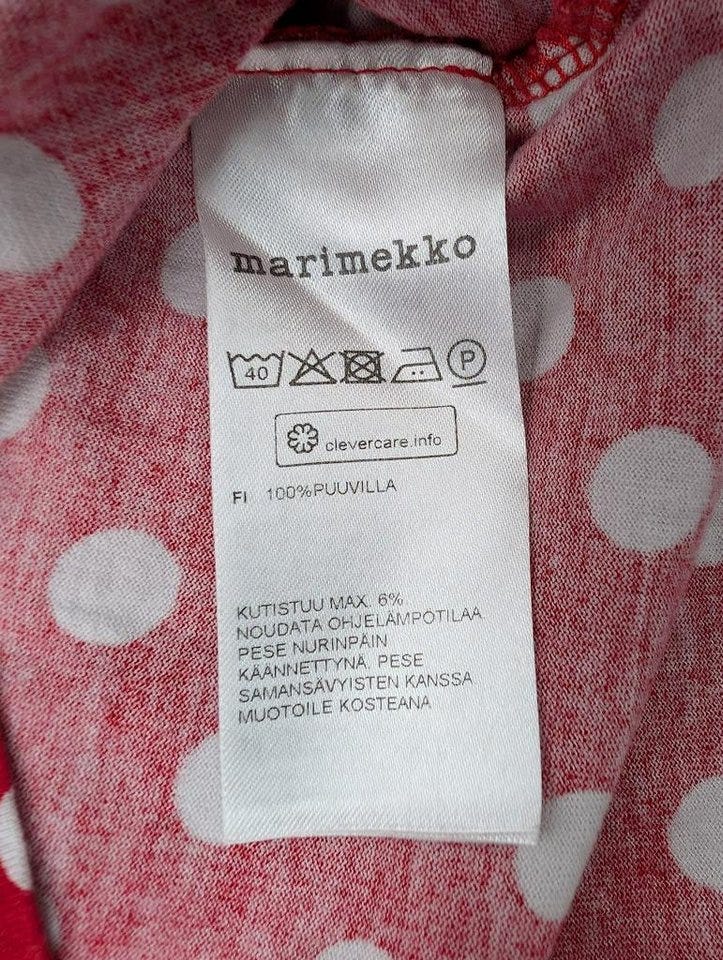 marimekko
40 P
clevercare.info
FI 100%PUUVILLA
KUTISTUU MAX. 6%
NOUDATA OHJELÄMPÖTILAA
PESE NURINPÄIN
KÄÄNNETTYNÄ. PESE
SAMANSÄVYISTEN KANSSA
MUOTOILE KOSTEANA